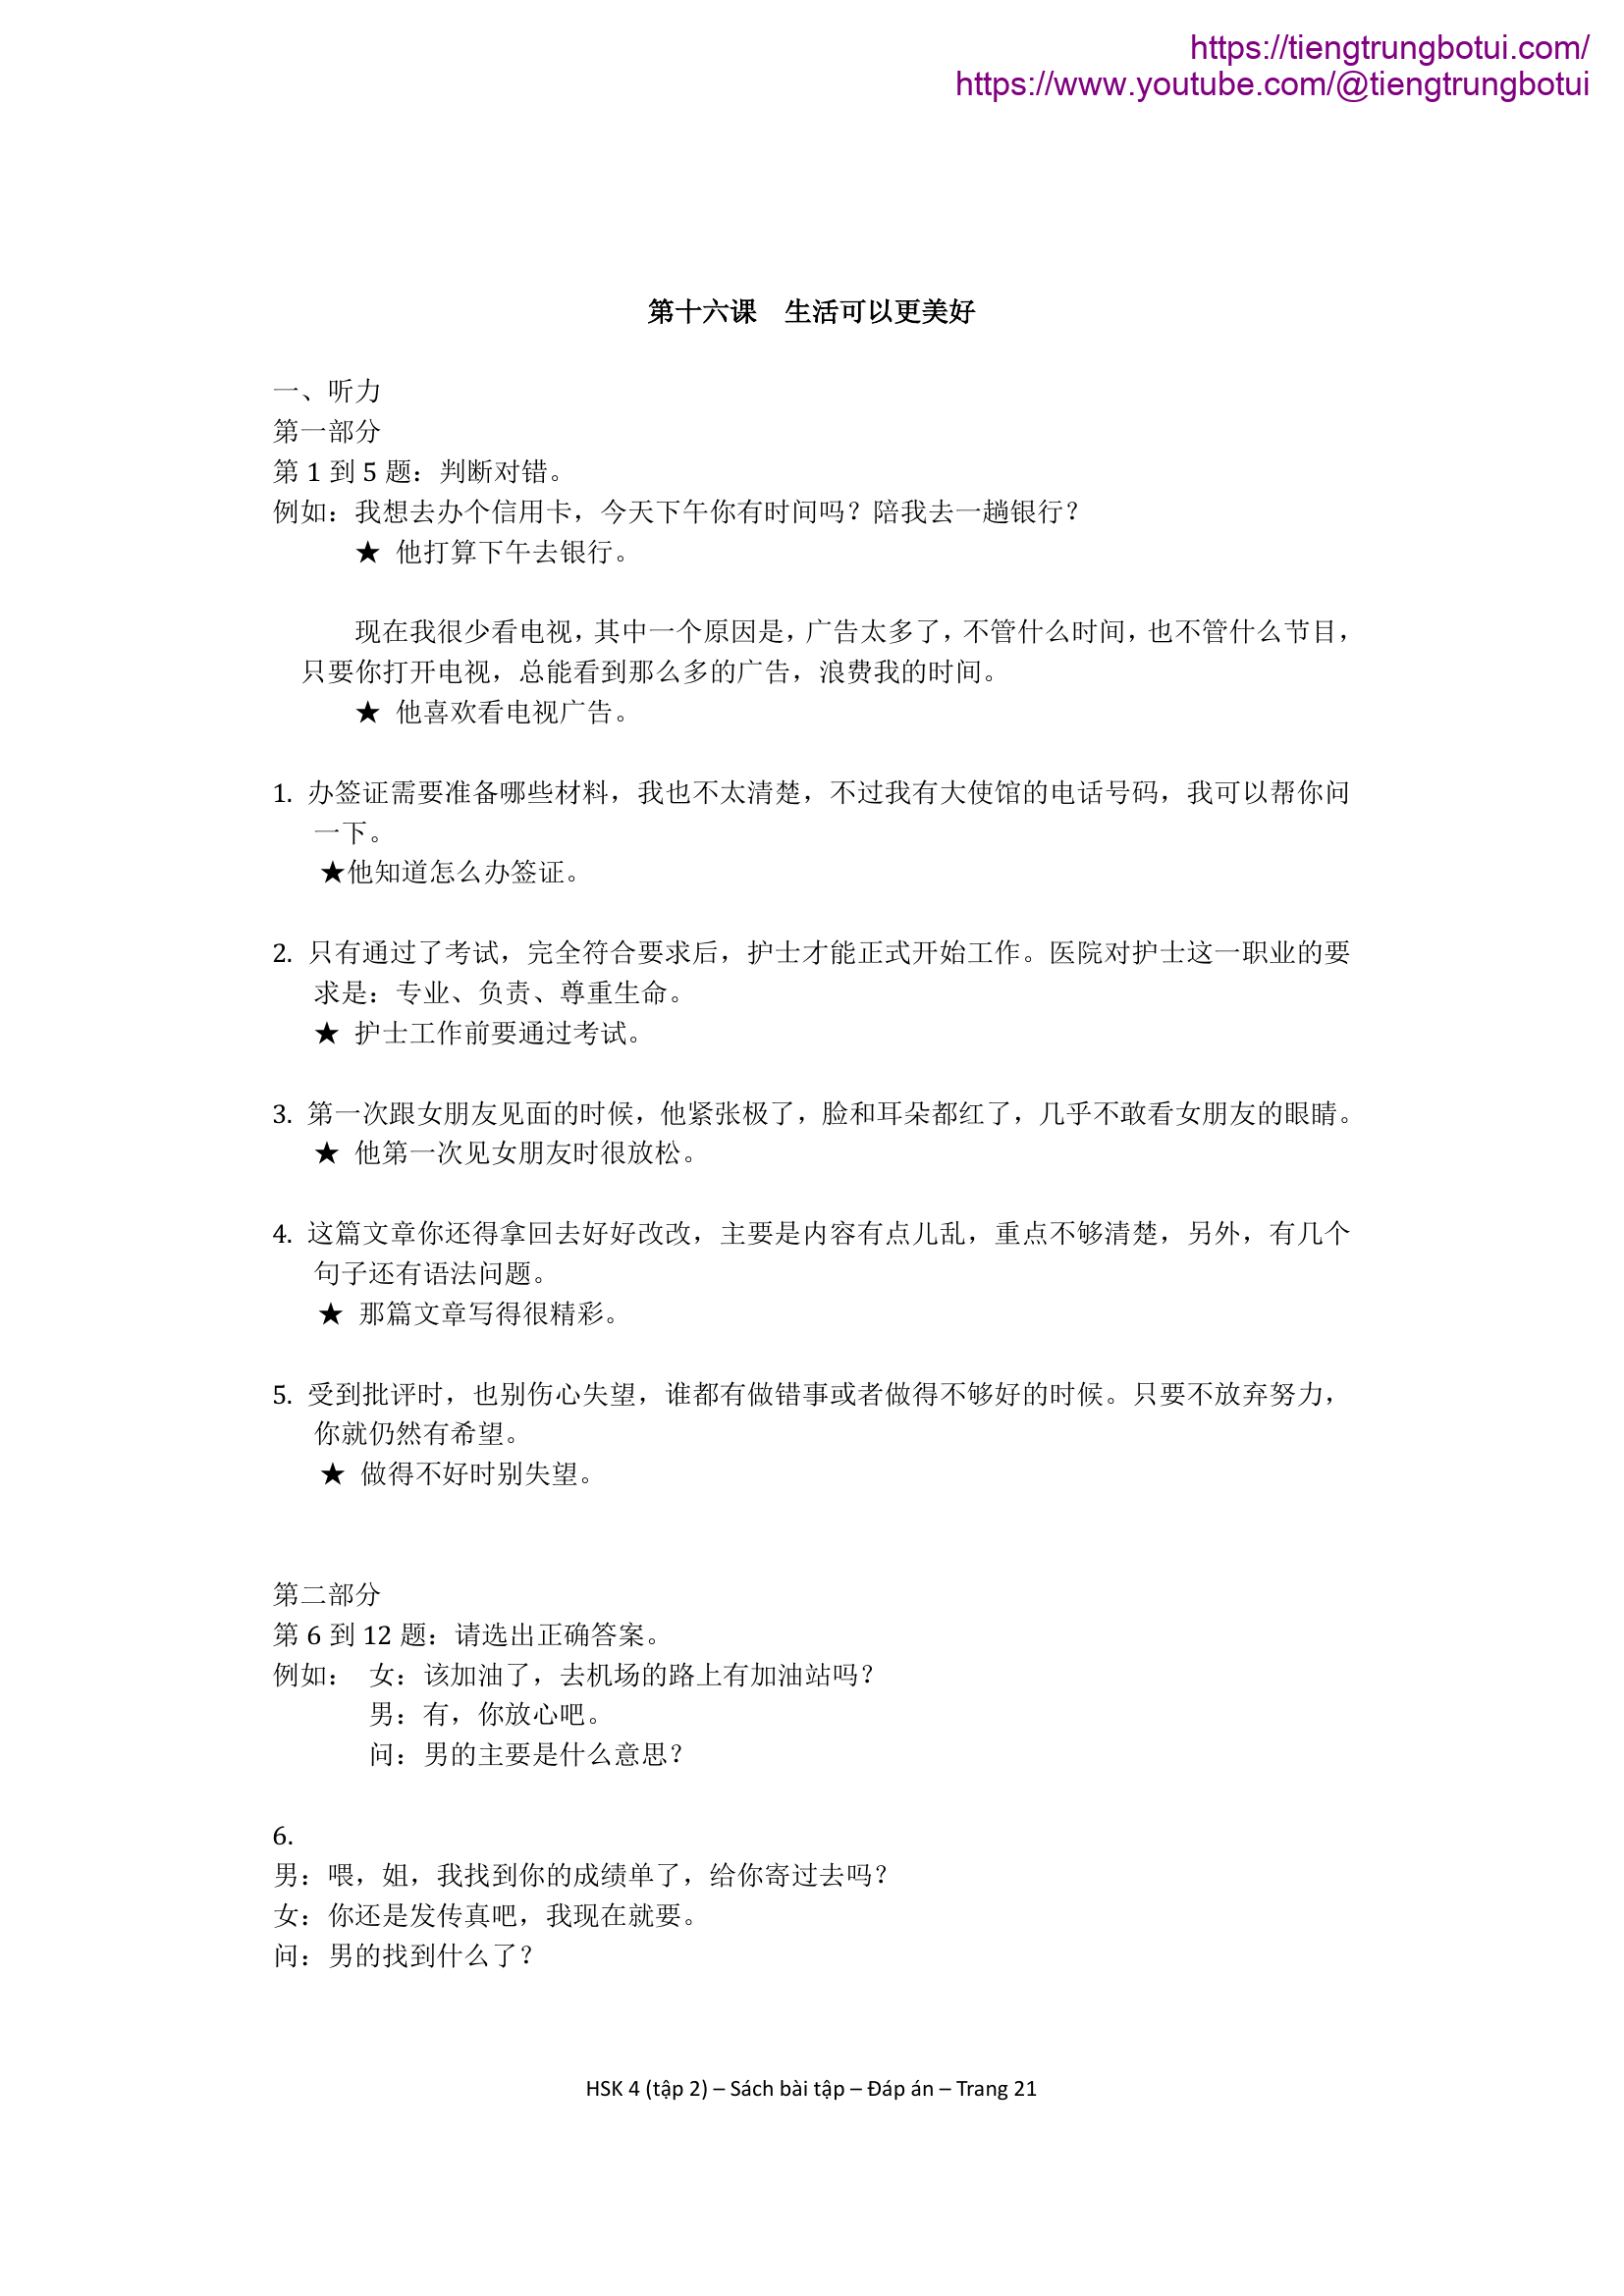 https://tiengtrungbotui.com/
https://www.youtube.com/@tiengtrungbotui
第十六课　生活可以更美好
一、听力
第一部分
第 1 到 5 题：判断对错。
例如：我想去办个信用卡，今天下午你有时间吗？陪我去一趟银行？
★ 他打算下午去银行。
现在我很少看电视，其中一个原因是，广告太多了，不管什么时间，也不管什么节目，
只要你打开电视，总能看到那么多的广告，浪费我的时间。
★ 他喜欢看电视广告。
1. 办签证需要准备哪些材料，我也不太清楚，不过我有大使馆的电话号码，我可以帮你问
一下。
★他知道怎么办签证。
2. 只有通过了考试，完全符合要求后，护士才能正式开始工作。医院对护士这一职业的要
求是：专业、负责、尊重生命。
★ 护士工作前要通过考试。
3. 第一次跟女朋友见面的时候，他紧张极了，脸和耳朵都红了，几乎不敢看女朋友的眼睛。
★ 他第一次见女朋友时很放松。
4. 这篇文章你还得拿回去好好改改，主要是内容有点儿乱，重点不够清楚，另外，有几个
句子还有语法问题。
★ 那篇文章写得很精彩。
5. 受到批评时，也别伤心失望，谁都有做错事或者做得不够好的时候。只要不放弃努力，
你就仍然有希望。
★ 做得不好时别失望。
第二部分
第 6 到 12 题：请选出正确答案。
例如： 女：该加油了，去机场的路上有加油站吗？
男：有，你放心吧。
问：男的主要是什么意思？
6.
男：喂，姐，我找到你的成绩单了，给你寄过去吗？
女：你还是发传真吧，我现在就要。
问：男的找到什么了？
HSK 4 (tập 2) – Sách bài tập – Đáp án – Trang 21